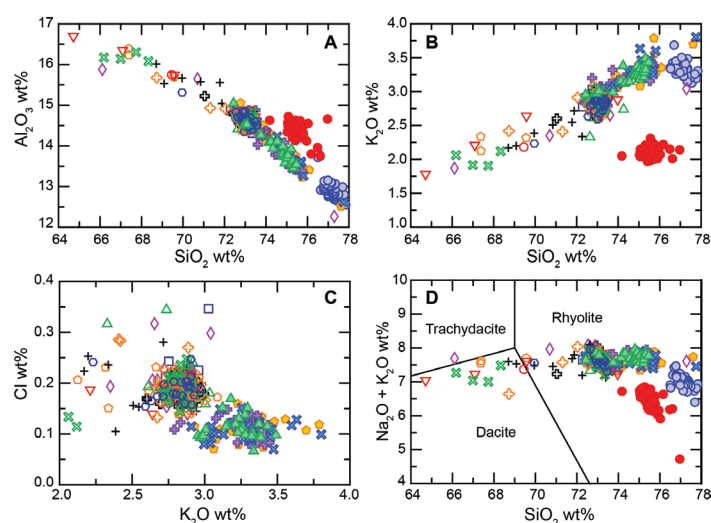 17
16
15
14
13
12
A
Al2O3 wt%
64 66 68 70 72 74 76 78
SiO2 wt%
4.0
3.5
3.0
2.5
2.0
1.5
1.0
B
K2O wt%
64 66 68 70 72 74 76 78
SiO2 wt%
0.4
0.3
0.2
0.1
0.0
C
Cl wt%
2.0 2.5 3.0 3.5 4.0
K2O wt%
10
9
8
7
6
5
4
D
Trachydacite
Rhyolite
Dacite
Na2O + K2O wt%
64 66 68 70 72 74 76 78
SiO2 wt%